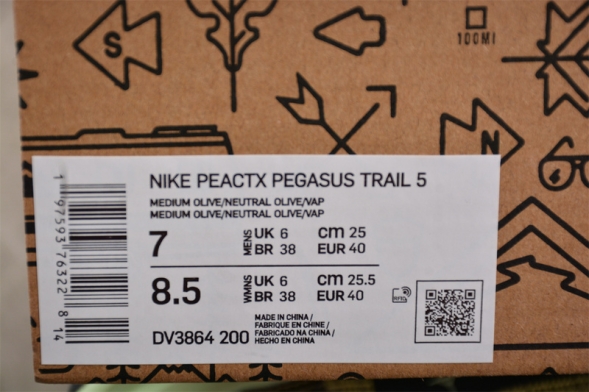 S
100MI
N
NIKE PEACTX PEGASUS TRAIL 5
MEDIUM OLIVE/NEUTRAL OLIVE/VAP
MEDIUM OLIVE/NEUTRAL OLIVE/VAP
7 MENS UK 6 cm 25
BR 38 EUR 40
8.5 WMNS UK 6 cm 25.5
BR 38 EUR 40
RFID
DV3864 200
MADE IN CHINA /
FABRIQUE EN CHINE /
FABRICADO NA CHINA /
HECHO EN CHINA
1 97593 76322 8 14